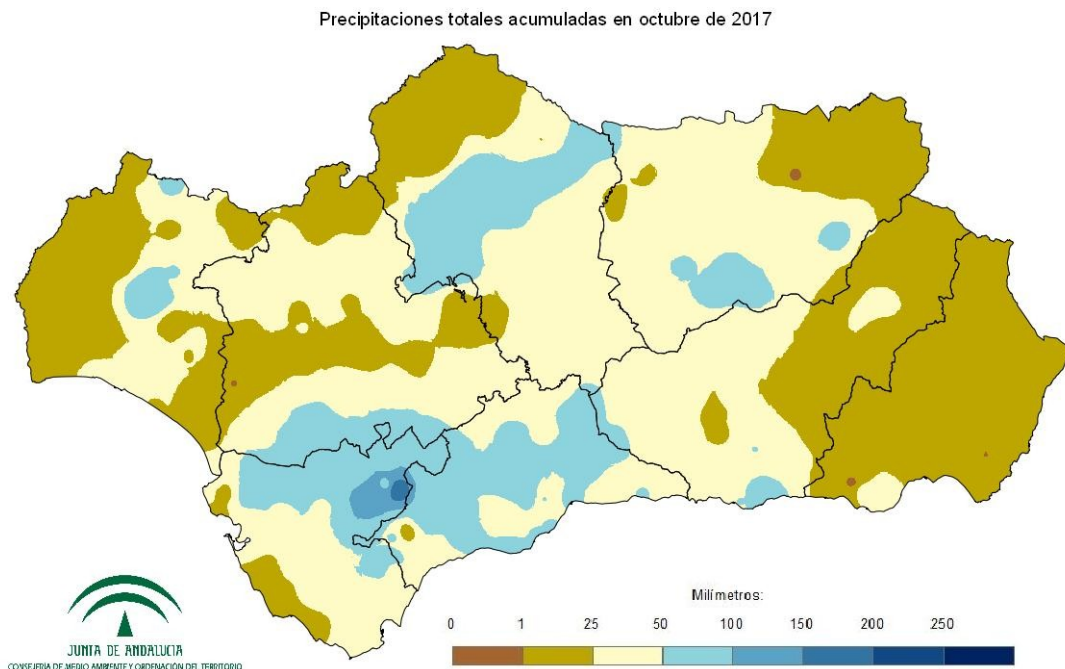 Precipitaciones totales acumuladas en octubre de 2017
Milímetros:
0 1 25 50 100 150 200 250
JUNTA DE ANDALUCIA
CONSEJERIA DE MEDIO AMBIENTE Y ORDENACIÓN DEL TERRITORIO